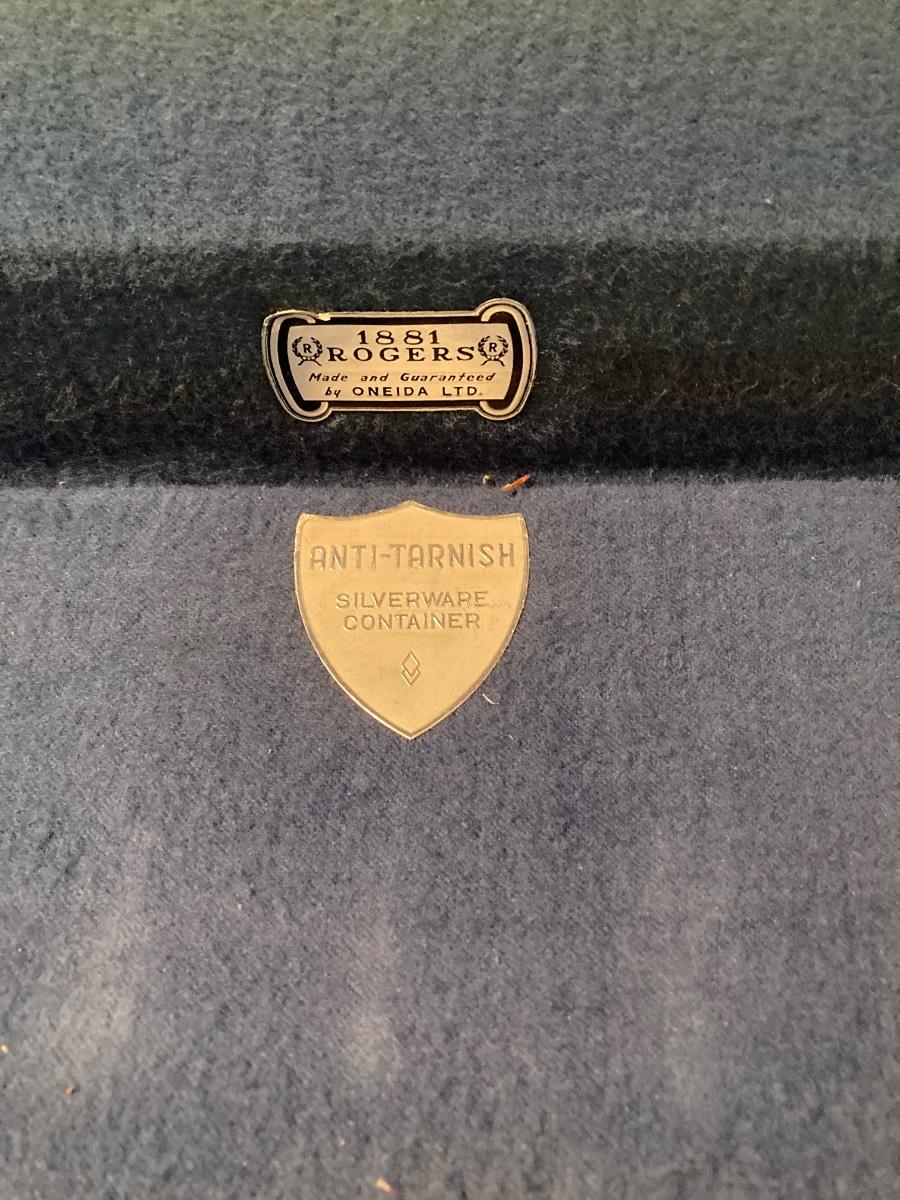 1881
R ROGERS R
Made and Guaranteed
by ONEIDA LTD.
ANTI-TARNISH
SILVERWARE
CONTAINER